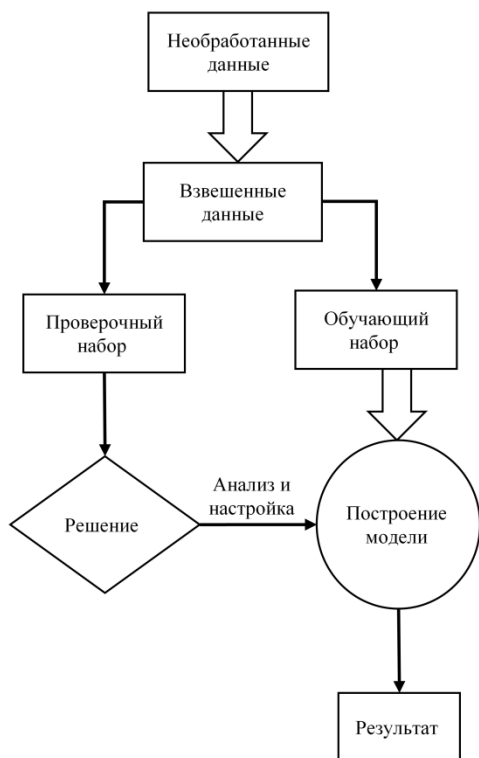 Необработанные
данные
Взвешенные
данные
Проверочный
набор
Обучающий
набор
Анализ и
настройка
Решение
Построение
модели
Результат